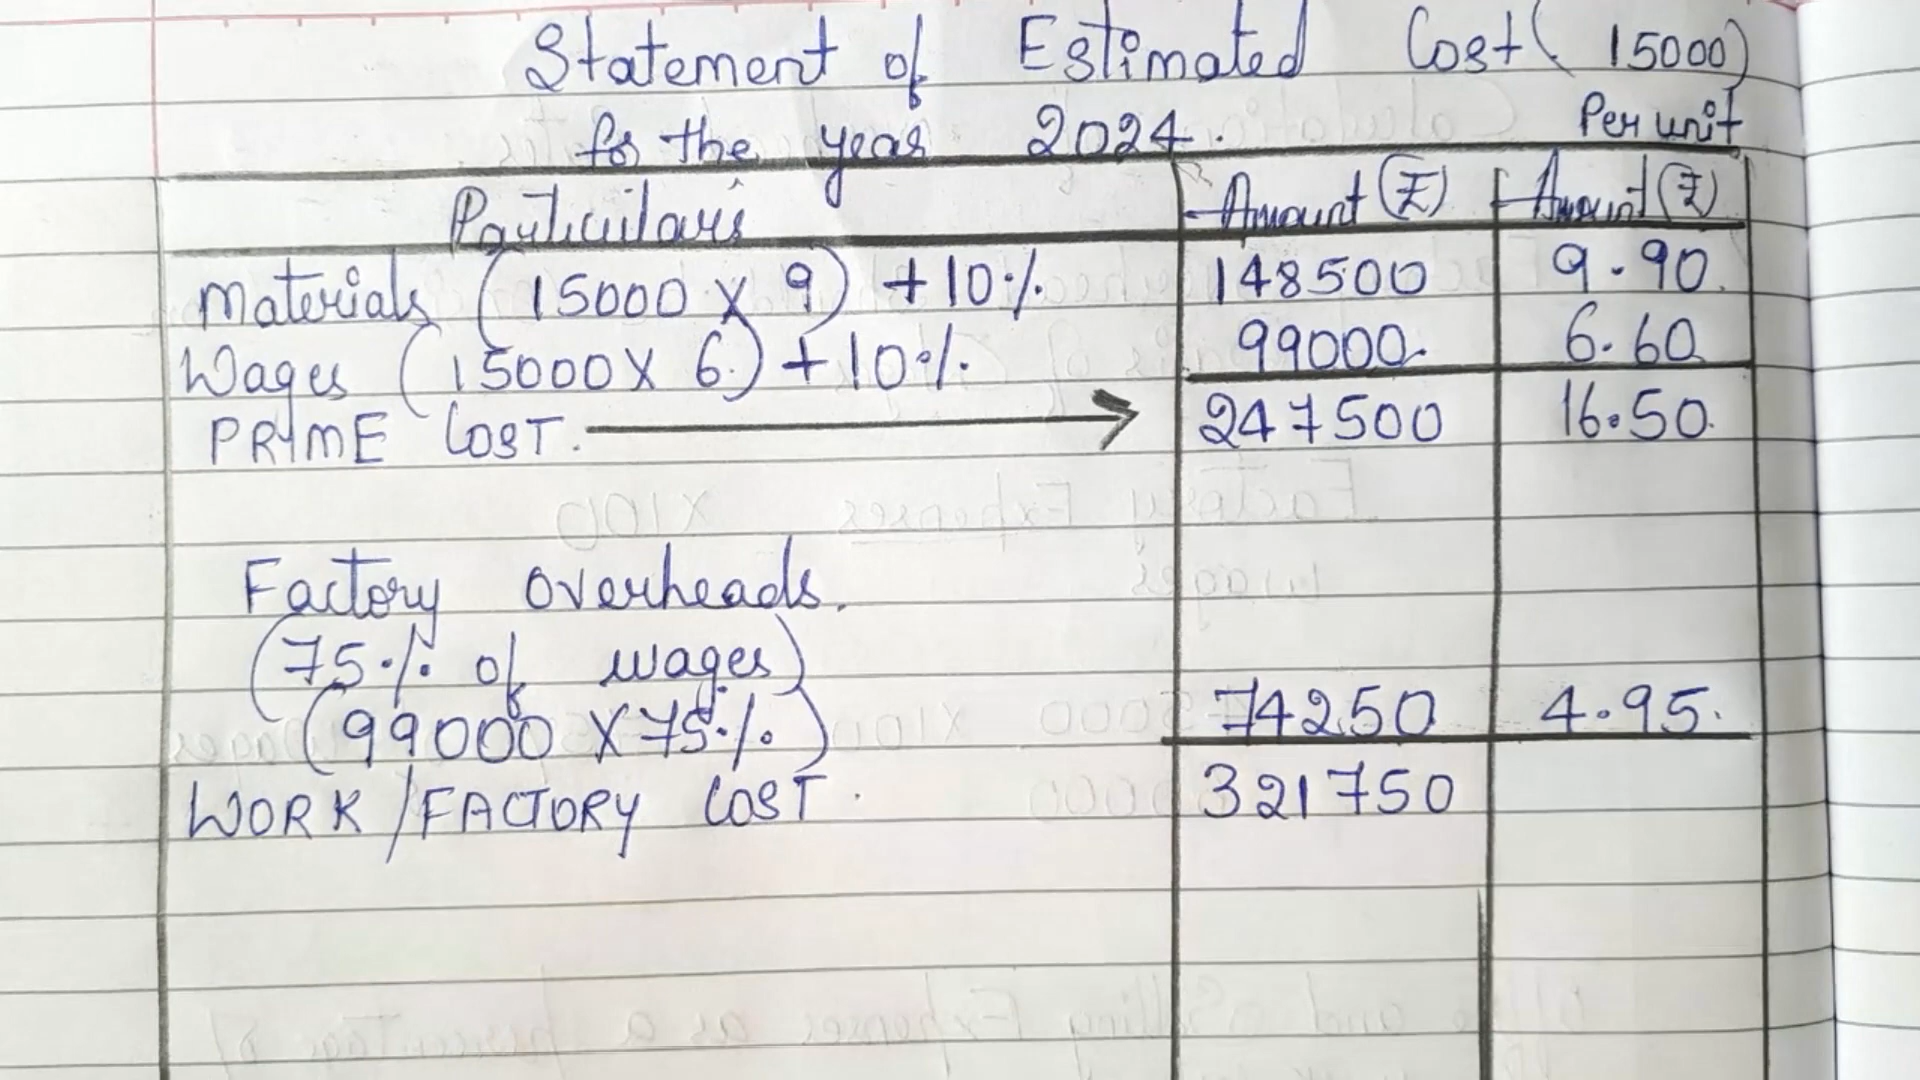 Statement of Estimated Cost (15000)
for the year 2024. Per unit
Particulars Amount (₹) Amount (₹)
Materials (15000 X 9) + 10% 148500 9.90
Wages (15000 X 6) + 10% 99000 6.60
PRIME COST. 247500 16.50
Factory Overheads.
(75% of wages)
(99000 X 75%) 74250 4.95
WORK / FACTORY COST. 321750